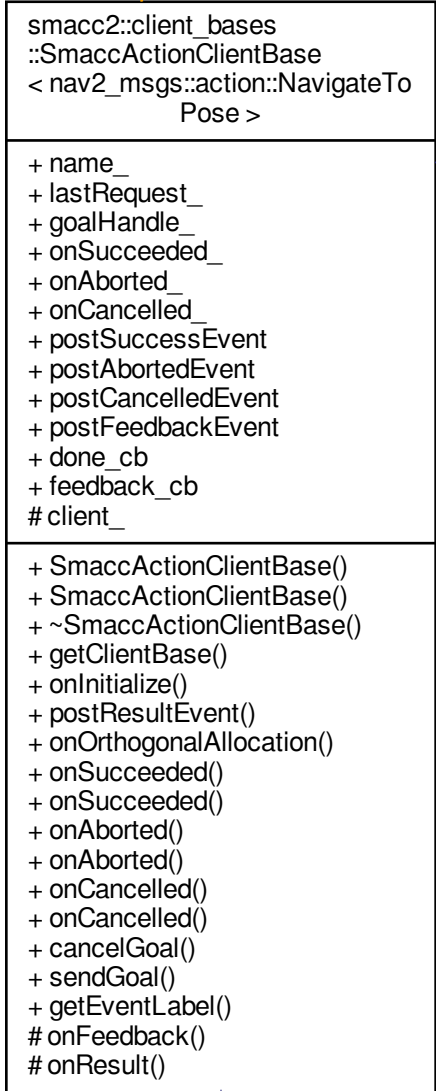 smacc2::client_bases
::SmaccActionClientBase
< nav2_msgs::action::NavigateTo
Pose >
+ name_
+ lastRequest_
+ goalHandle_
+ onSucceeded_
+ onAborted_
+ onCancelled_
+ postSuccessEvent
+ postAbortedEvent
+ postCancelledEvent
+ postFeedbackEvent
+ done_cb
+ feedback_cb
# client_
+ SmaccActionClientBase()
+ SmaccActionClientBase()
+ ~SmaccActionClientBase()
+ getClientBase()
+ onInitialize()
+ postResultEvent()
+ onOrthogonalAllocation()
+ onSucceeded()
+ onSucceeded()
+ onAborted()
+ onAborted()
+ onCancelled()
+ onCancelled()
+ cancelGoal()
+ sendGoal()
+ getEventLabel()
# onFeedback()
# onResult()